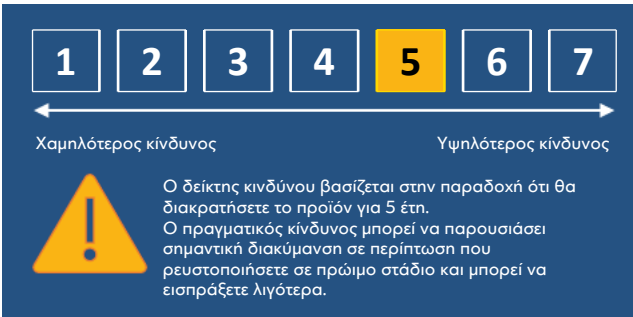 1 2 3 4 5 6 7
Χαμηλότερος κίνδυνος Υψηλότερος κίνδυνος
Ο δείκτης κινδύνου βασίζεται στην παραδοχή ότι θα
διακρατήσετε το προϊόν για 5 έτη.
Ο πραγματικός κίνδυνος μπορεί να παρουσιάσει
σημαντική διακύμανση σε περίπτωση που
ρευστοποιήσετε σε πρώιμο στάδιο και μπορεί να
εισπράξετε λιγότερα.